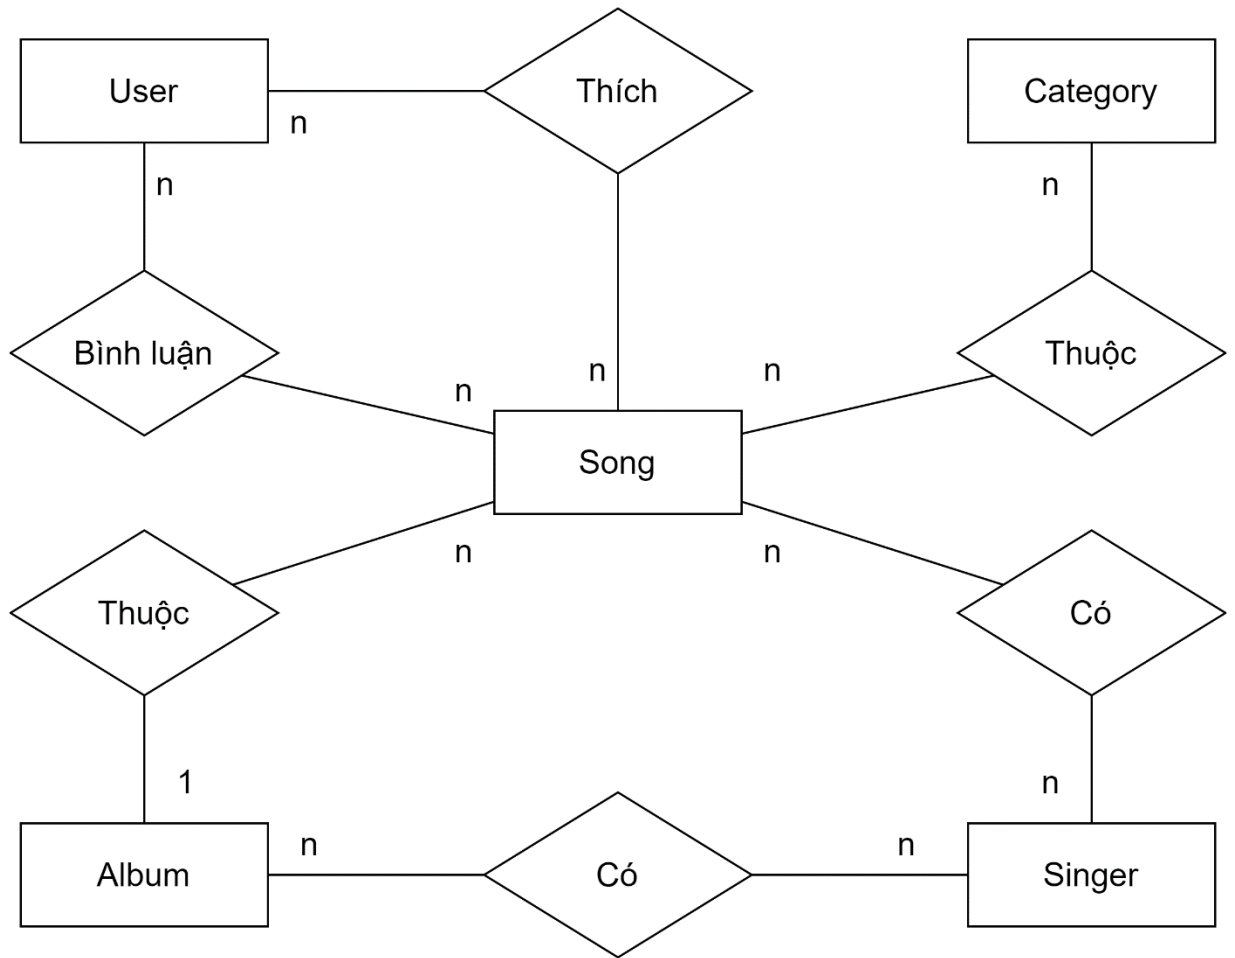 User
Thích
Category
n
n
n
Bình luận
Thuộc
n
n
n
Song
n
n
Thuộc
Có
1
n
n
n
Album
Có
Singer